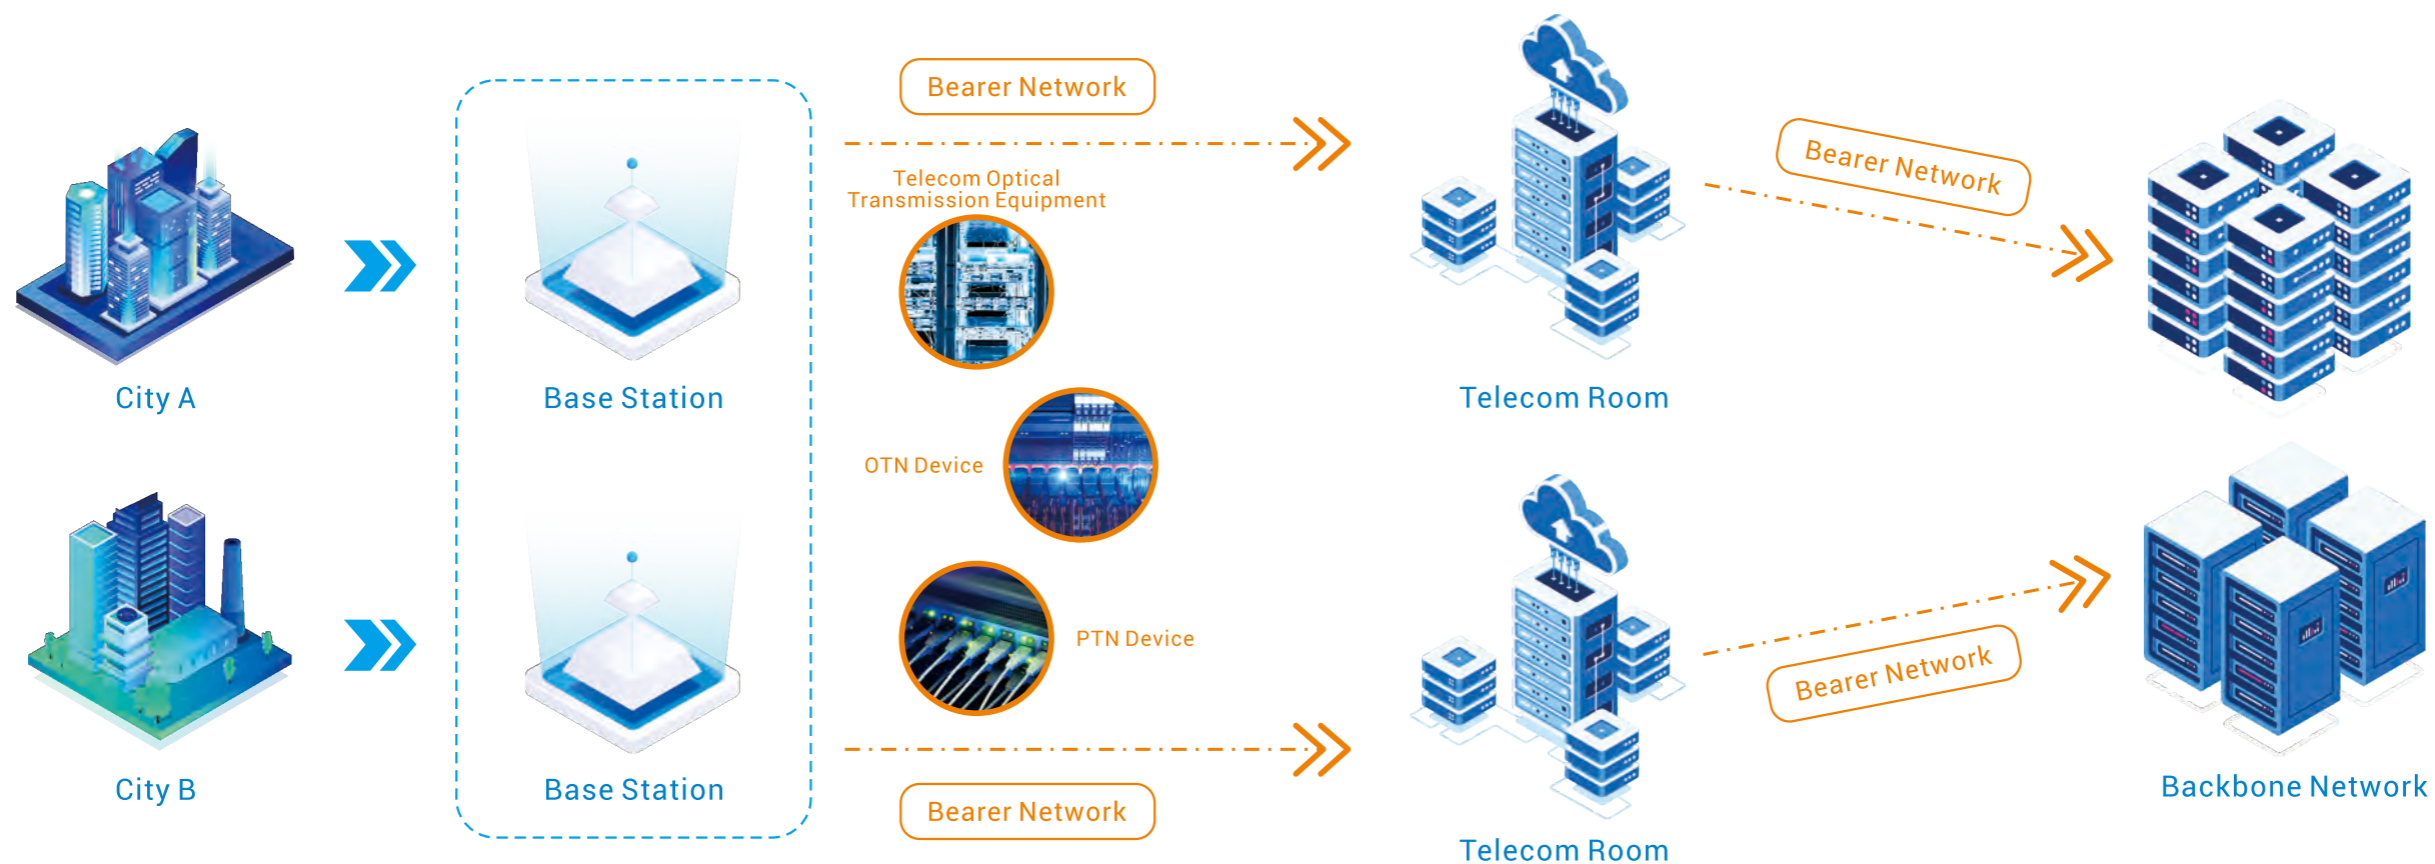 Bearer Network
Bearer Network
Telecom Optical
Transmission Equipment
City A
Base Station
Telecom Room
OTN Device
PTN Device
Bearer Network
City B
Base Station
Bearer Network
Telecom Room
Backbone Network